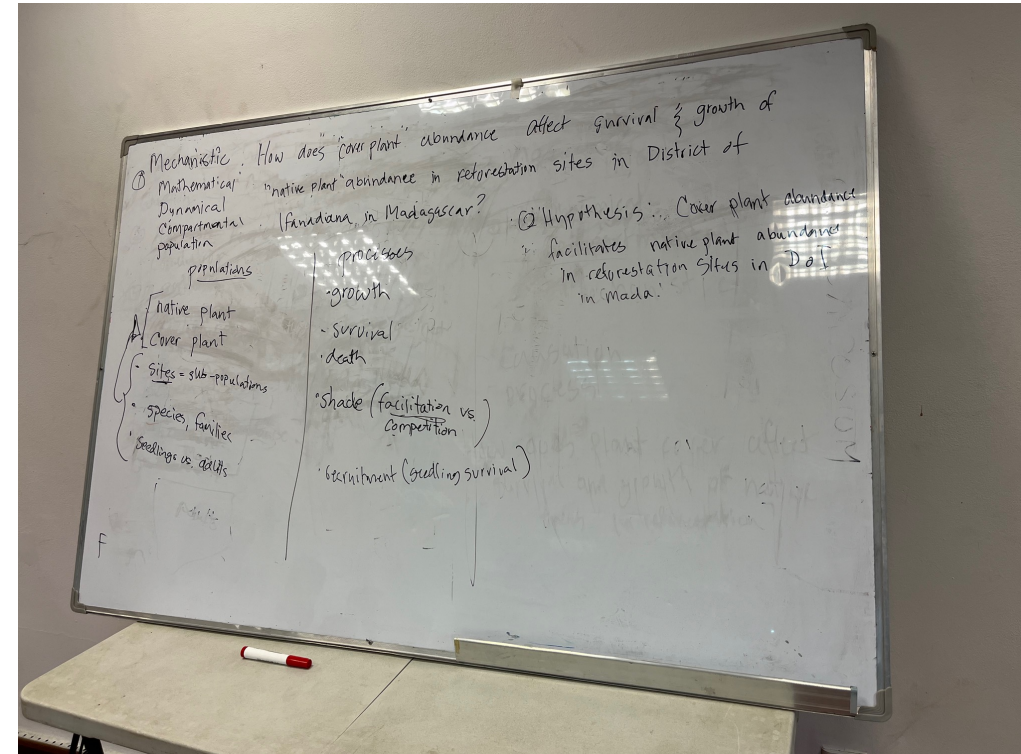 ① Mechanistic. How does "cover plant" abundance affect survival & growth of
Mathematical "native plant" abundance in reforestation sites in District of
Dynamical Ifanadiana, in Madagascar?
Compartmental
population
populations
native plant
cover plant
• sites = sub-populations
• species, families
• seedlings vs. adults
F
processes
• growth
• survival
• death
• shade (facilitation vs.
competition)
• recruitment (seedling survival)
② Hypothesis: Cover plant abundance
facilitates native plant abundance
in reforestation sites in DoI
in Mada.